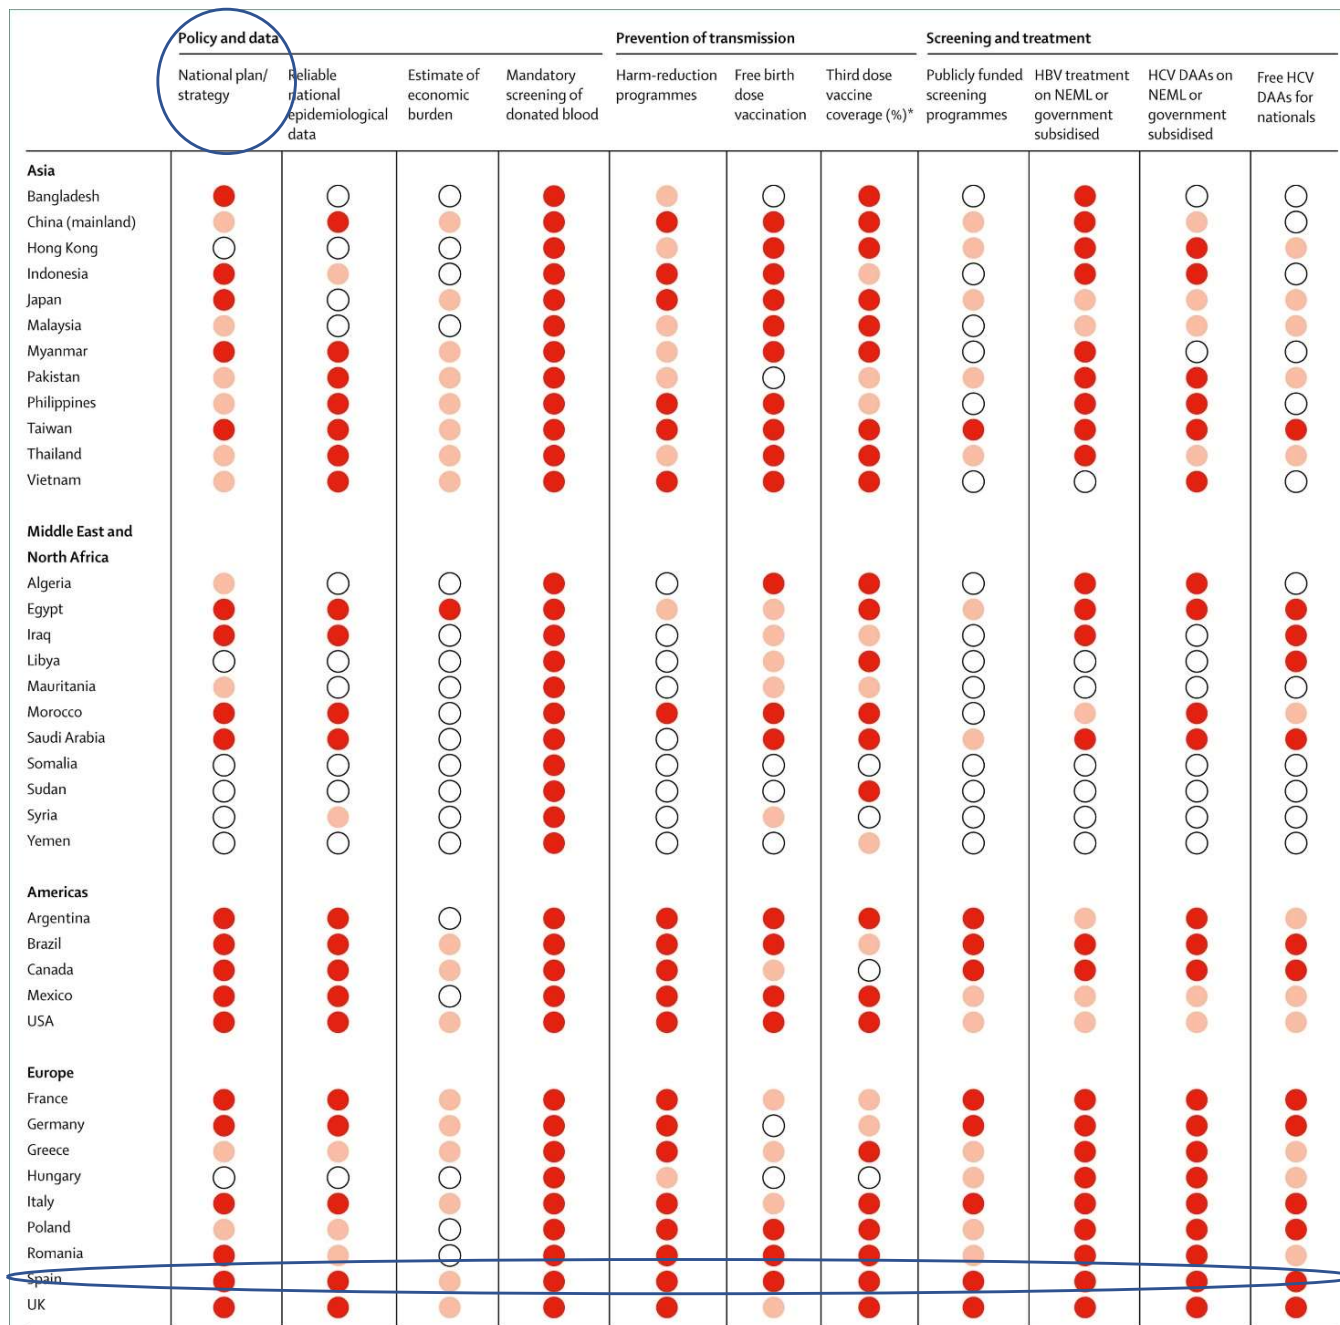 Policy and data Prevention of transmission Screening and treatment
National plan/
strategy
Reliable
national
epidemiological
data
Estimate of
economic
burden
Mandatory
screening of
donated blood
Harm-reduction
programmes
Free birth
dose
vaccination
Third dose
vaccine
coverage (%)*
Publicly funded
screening
programmes
HBV treatment
on NEML or
government
subsidised
HCV DAAs on
NEML or
government
subsidised
Free HCV
DAAs for
nationals
Asia
Bangladesh
China (mainland)
Hong Kong
Indonesia
Japan
Malaysia
Myanmar
Pakistan
Philippines
Taiwan
Thailand
Vietnam
Middle East and
North Africa
Algeria
Egypt
Iraq
Libya
Mauritania
Morocco
Saudi Arabia
Somalia
Sudan
Syria
Yemen
Americas
Argentina
Brazil
Canada
Mexico
USA
Europe
France
Germany
Greece
Hungary
Italy
Poland
Romania
Spain
UK